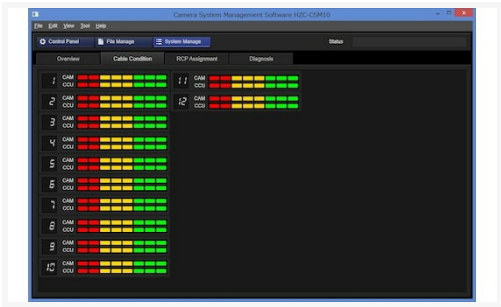 Camera System Management Software HZC-CSM10
File Edit View Tool Help
Control Panel File Manage System Manage Status
Overview Cable Condition RCP Assignment Diagnosis
1 CAM CCU
2 CAM CCU
3 CAM CCU
4 CAM CCU
5 CAM CCU
6 CAM CCU
7 CAM CCU
8 CAM CCU
9 CAM CCU
10 CAM CCU
11 CAM CCU
12 CAM CCU